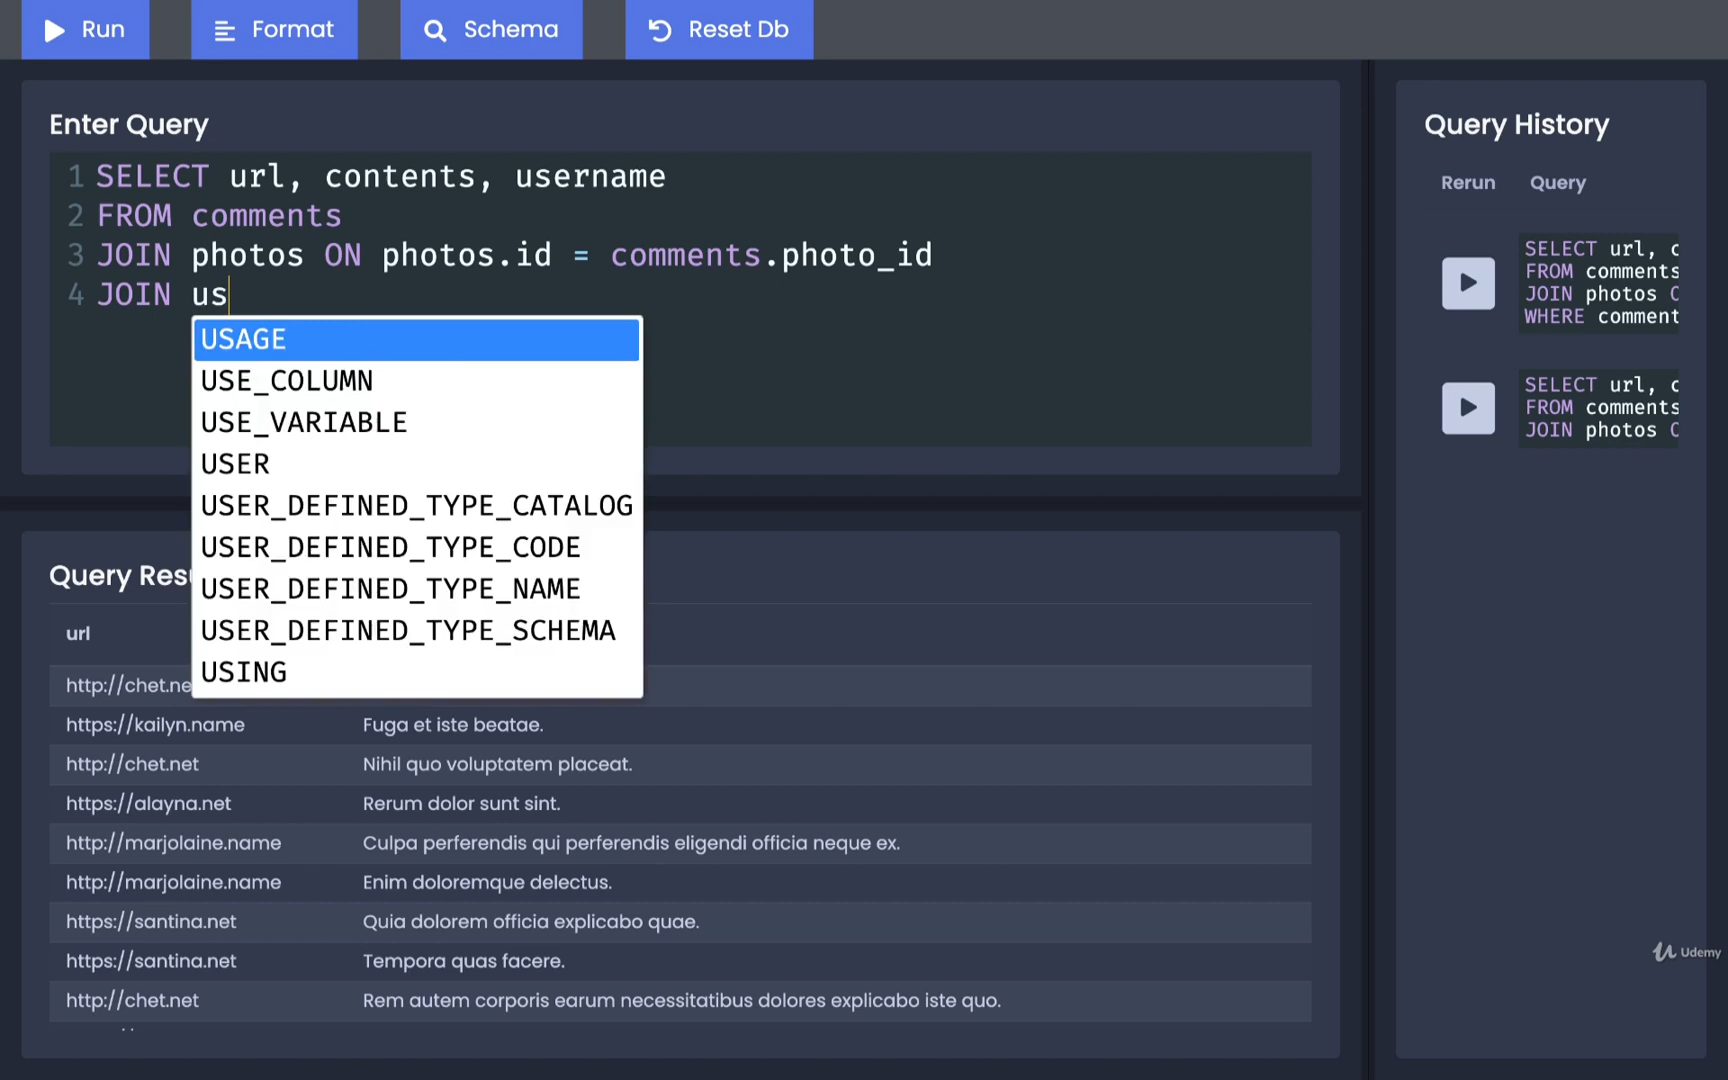 Run
Format
Schema
Reset Db
Enter Query
1 SELECT url, contents, username
2 FROM comments
3 JOIN photos ON photos.id = comments.photo_id
4 JOIN us
USAGE
USE_COLUMN
USE_VARIABLE
USER
USER_DEFINED_TYPE_CATALOG
USER_DEFINED_TYPE_CODE
USER_DEFINED_TYPE_NAME
USER_DEFINED_TYPE_SCHEMA
USING
Query Res
url
http://chet.ne
https://kailyn.name Fuga et iste beatae.
http://chet.net Nihil quo voluptatem placeat.
https://alayna.net Rerum dolor sunt sint.
http://marjolaine.name Culpa perferendis qui perferendis eligendi officia neque ex.
http://marjolaine.name Enim doloremque delectus.
https://santina.net Quia dolorem officia explicabo quae.
https://santina.net Tempora quas facere.
http://chet.net Rem autem corporis earum necessitatibus dolores explicabo iste quo.
Query History
Rerun Query
SELECT url, c
FROM comments
JOIN photos O
WHERE comment
SELECT url, c
FROM comments
JOIN photos O
Udemy